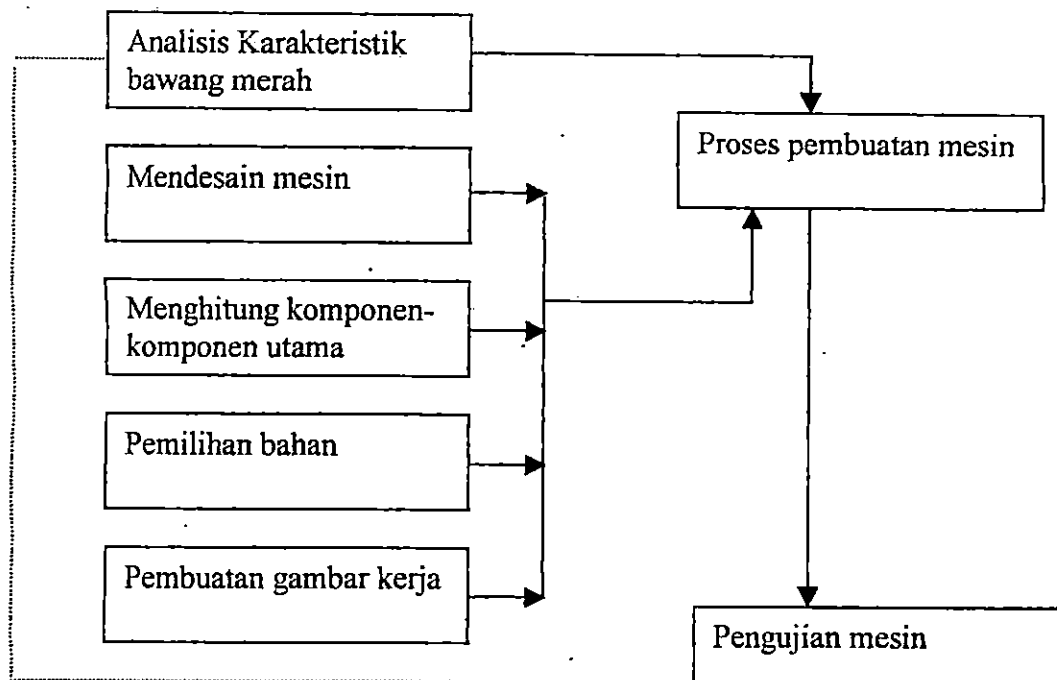 Analisis Karakteristik
bawang merah
Proses pembuatan mesin
Mendesain mesin
Menghitung komponen-
komponen utama
Pemilihan bahan
Pembuatan gambar kerja
Pengujian mesin